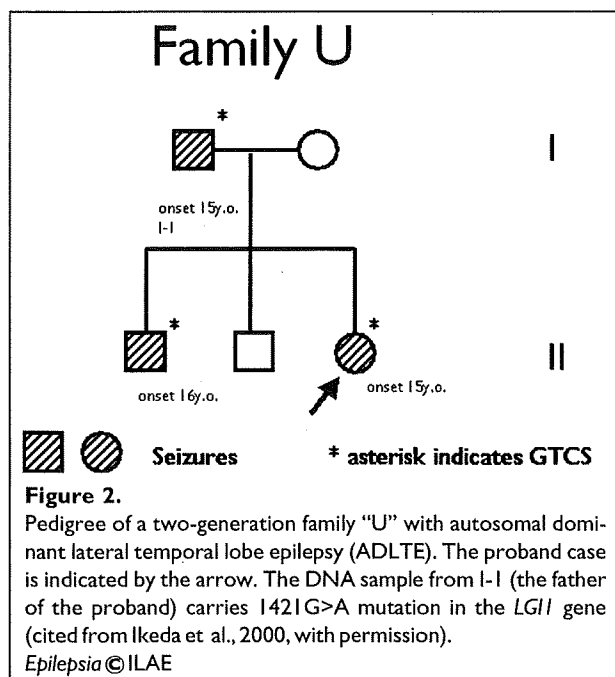 Family U
*
I
onset 15y.o.
I-1
* *
II
onset 16y.o.
onset 15y.o.
Seizures * asterisk indicates GTCS
Figure 2.
Pedigree of a two-generation family "U" with autosomal domi-
nant lateral temporal lobe epilepsy (ADLTE). The proband case
is indicated by the arrow. The DNA sample from I-1 (the father
of the proband) carries 1421G>A mutation in the LGI1 gene
(cited from Ikeda et al., 2000, with permission).
Epilepsia © ILAE